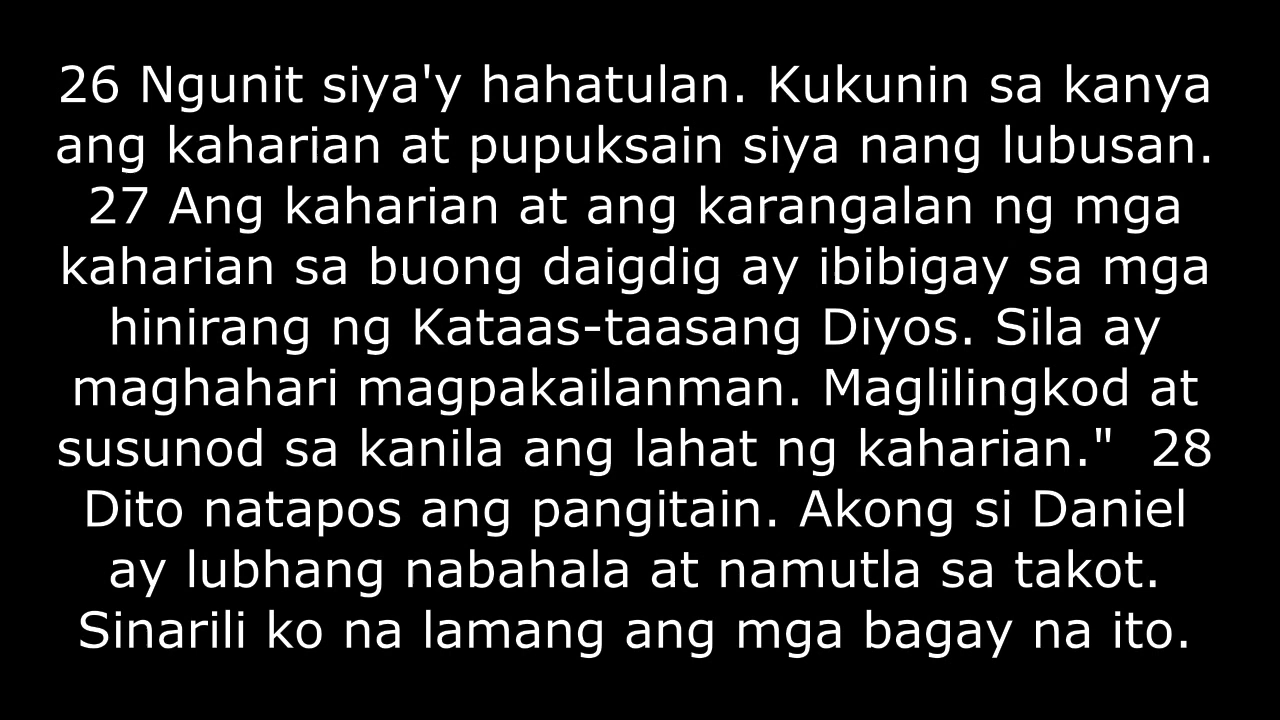 26 Ngunit siya'y hahatulan. Kukunin sa kanya
ang kaharian at pupuksain siya nang lubusan.
27 Ang kaharian at ang karangalan ng mga
kaharian sa buong daigdig ay ibibigay sa mga
hinirang ng Kataas-taasang Diyos. Sila ay
maghahari magpakailanman. Maglilingkod at
susunod sa kanila ang lahat ng kaharian."  28
Dito natapos ang pangitain. Akong si Daniel
ay lubhang nabahala at namutla sa takot.
Sinarili ko na lamang ang mga bagay na ito.